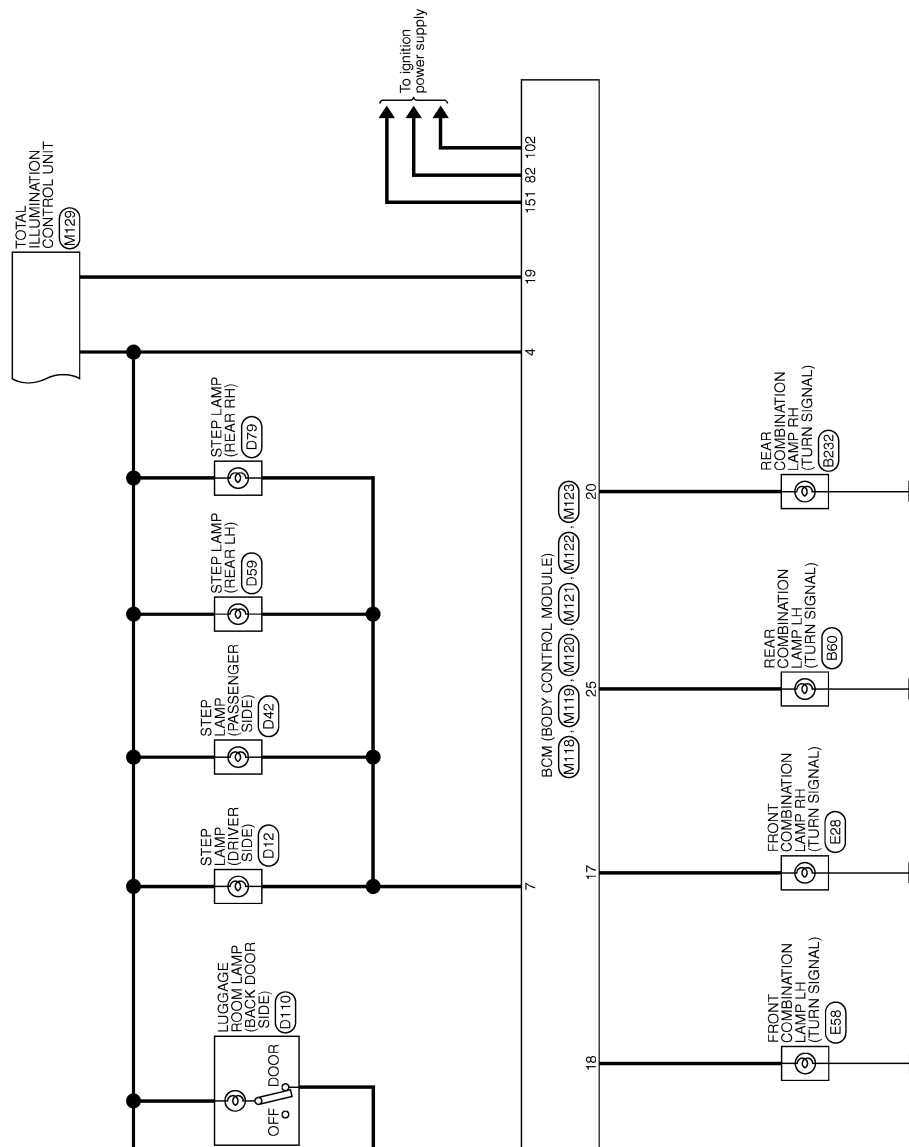 To ignition
power supply
TOTAL
ILLUMINATION
CONTROL UNIT
M129
102
82
151
19
4
STEP LAMP
(REAR RH)
D79
STEP LAMP
(REAR LH)
D59
STEP
LAMP
(PASSENGER
SIDE)
D42
STEP
LAMP
(DRIVER
SIDE)
D12
7
LUGGAGE
ROOM LAMP
(BACK DOOR
SIDE)
D110
OFF
DOOR
BCM (BODY CONTROL MODULE)
M118 , M119 , M120 , M121 , M122 , M123
20
REAR
COMBINATION
LAMP RH
(TURN SIGNAL)
B232
25
REAR
COMBINATION
LAMP LH
(TURN SIGNAL)
B60
17
FRONT
COMBINATION
LAMP RH
(TURN SIGNAL)
E28
18
FRONT
COMBINATION
LAMP LH
(TURN SIGNAL)
E58